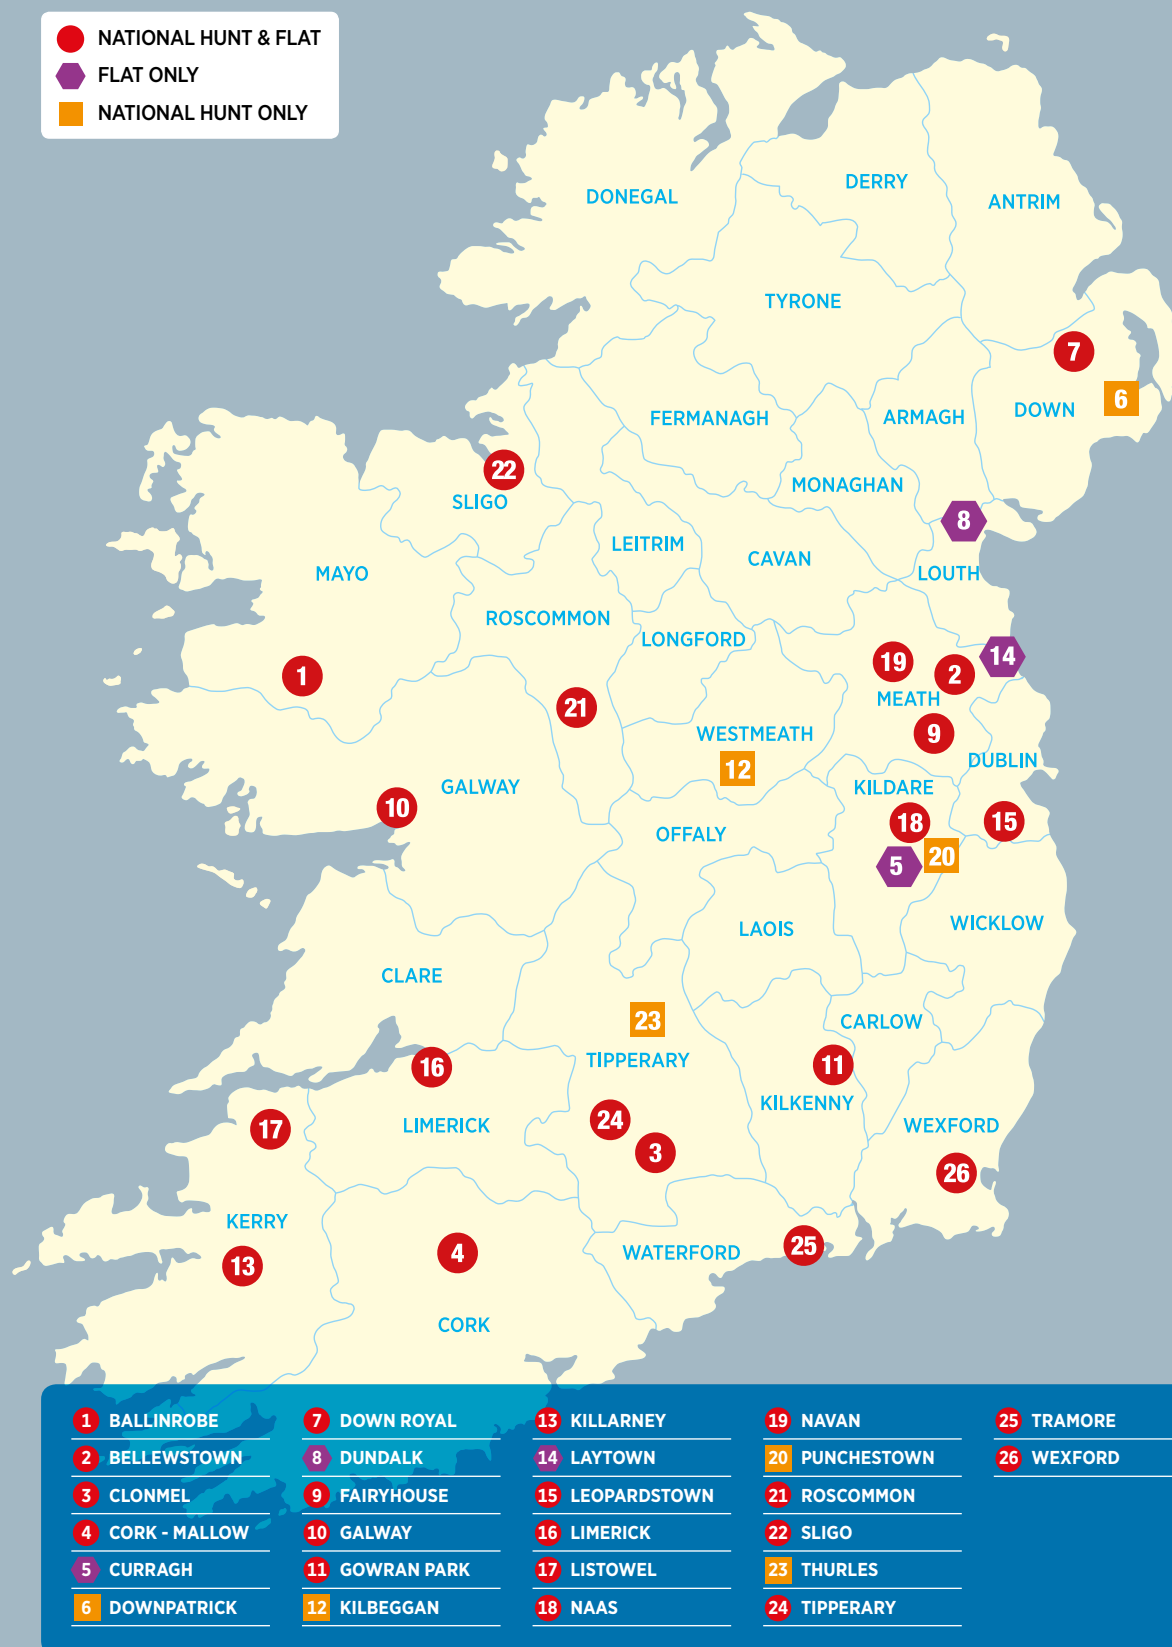 NATIONAL HUNT & FLAT
FLAT ONLY
NATIONAL HUNT ONLY
DONEGAL
DERRY
ANTRIM
TYRONE
7
6
DOWN
FERMANAGH
ARMAGH
22
SLIGO
MONAGHAN
8
LEITRIM
CAVAN
LOUTH
MAYO
ROSCOMMON
LONGFORD
1
19
2
14
MEATH
21
9
WESTMEATH
12
DUBLIN
GALWAY
KILDARE
10
18
15
OFFALY
5
20
LAOIS
WICKLOW
CLARE
23
CARLOW
TIPPERARY
16
11
KILKENNY
17
LIMERICK
24
3
WEXFORD
26
KERRY
13
4
WATERFORD
25
CORK
1 BALLINROBE
2 BELLEWSTOWN
3 CLONMEL
4 CORK - MALLOW
5 CURRAGH
6 DOWNPATRICK
7 DOWN ROYAL
8 DUNDALK
9 FAIRYHOUSE
10 GALWAY
11 GOWRAN PARK
12 KILBEGGAN
13 KILLARNEY
14 LAYTOWN
15 LEOPARDSTOWN
16 LIMERICK
17 LISTOWEL
18 NAAS
19 NAVAN
20 PUNCHESTOWN
21 ROSCOMMON
22 SLIGO
23 THURLES
24 TIPPERARY
25 TRAMORE
26 WEXFORD